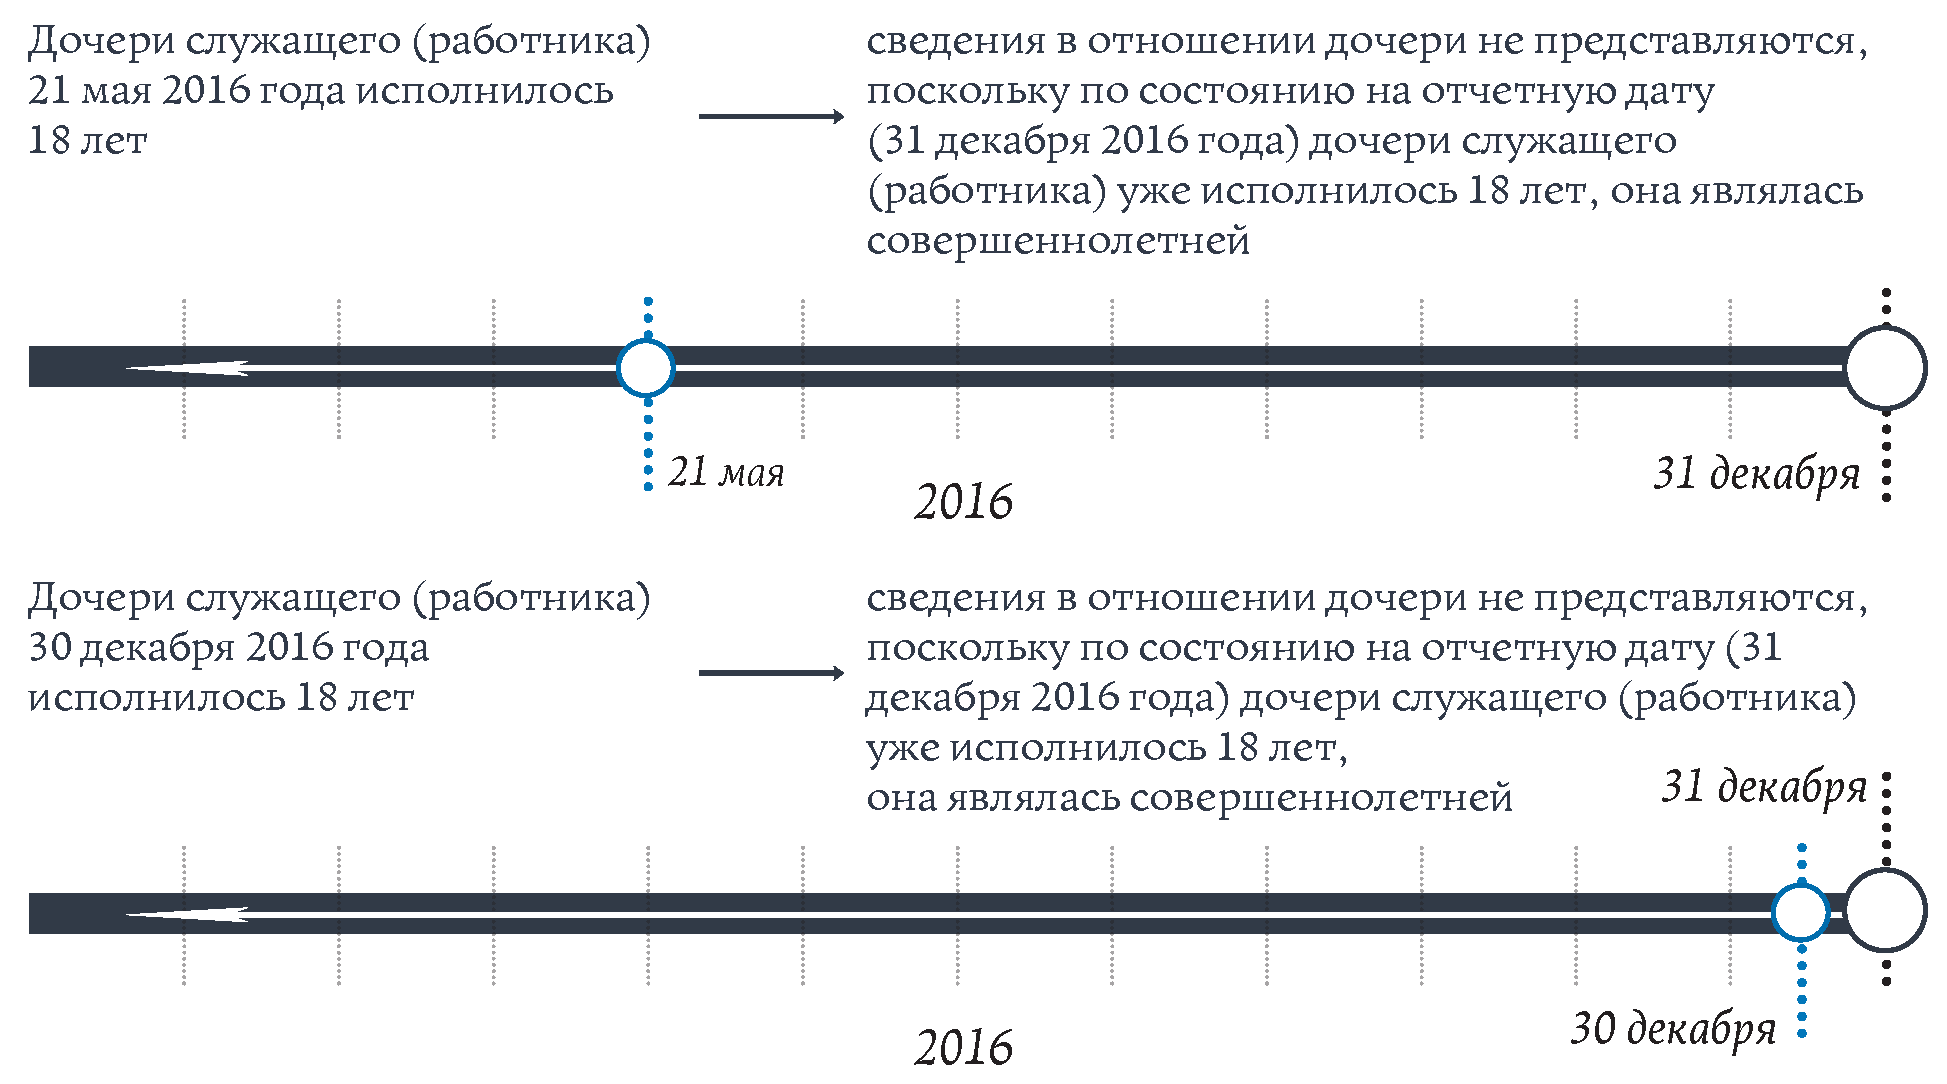 Дочери служащего (работника)
21 мая 2016 года исполнилось
18 лет
сведения в отношении дочери не представляются,
поскольку по состоянию на отчетную дату
(31 декабря 2016 года) дочери служащего
(работника) уже исполнилось 18 лет, она являлась
совершеннолетней
21 мая
31 декабря
2016
Дочери служащего (работника)
30 декабря 2016 года
исполнилось 18 лет
сведения в отношении дочери не представляются,
поскольку по состоянию на отчетную дату (31
декабря 2016 года) дочери служащего (работника)
уже исполнилось 18 лет,
она являлась совершеннолетней
31 декабря
30 декабря
2016